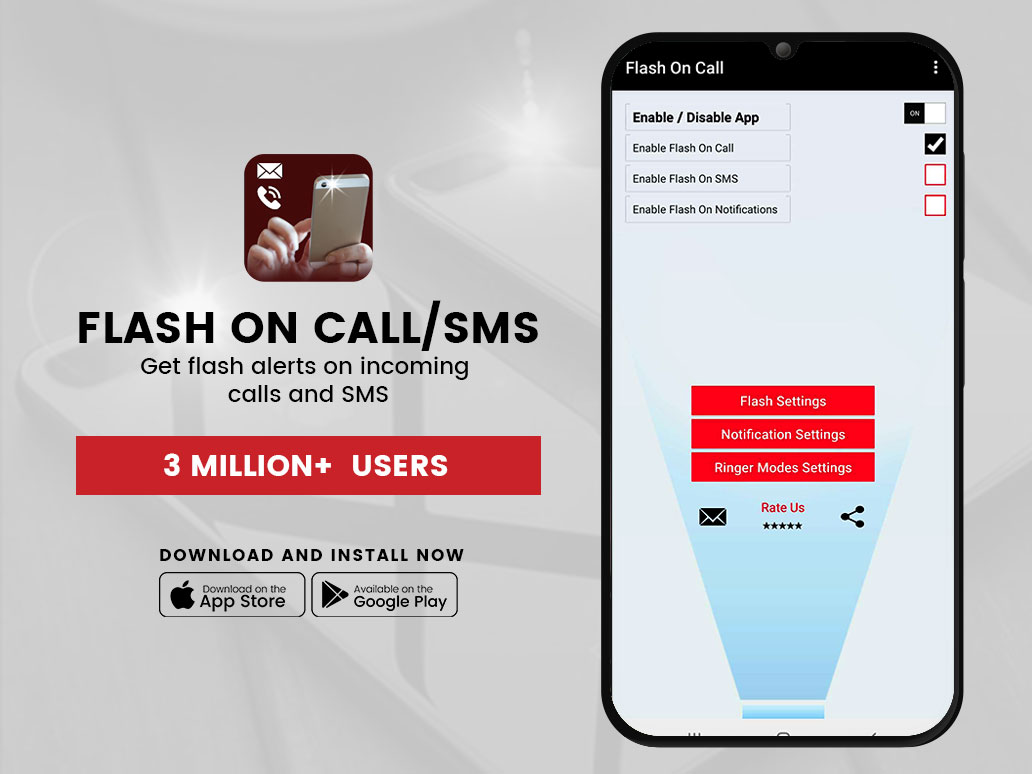 FLASH ON CALL/SMS
Get flash alerts on incoming
calls and SMS
3 MILLION+ USERS
DOWNLOAD AND INSTALL NOW
Download on the
App Store
Available on the
Google Play
Flash On Call
Enable / Disable App
ON
Enable Flash On Call
Enable Flash On SMS
Enable Flash On Notifications
Flash Settings
Notification Settings
Ringer Modes Settings
Rate Us